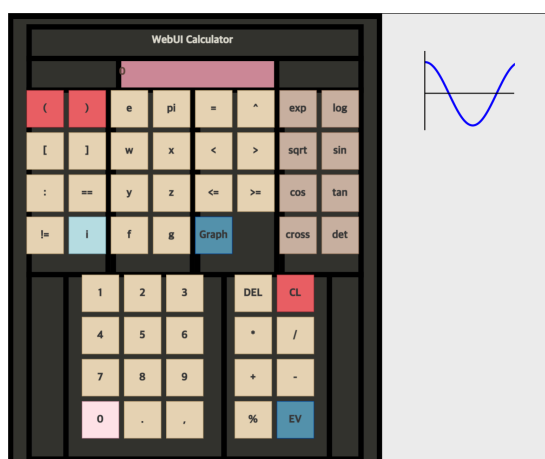 WebUI Calculator
0
( ) e pi = ^ exp log
[ ] w x < > sqrt sin
: == y z <= >= cos tan
!= i f g Graph cross det
1 2 3 DEL CL
4 5 6 * /
7 8 9 + -
0 . , % EV